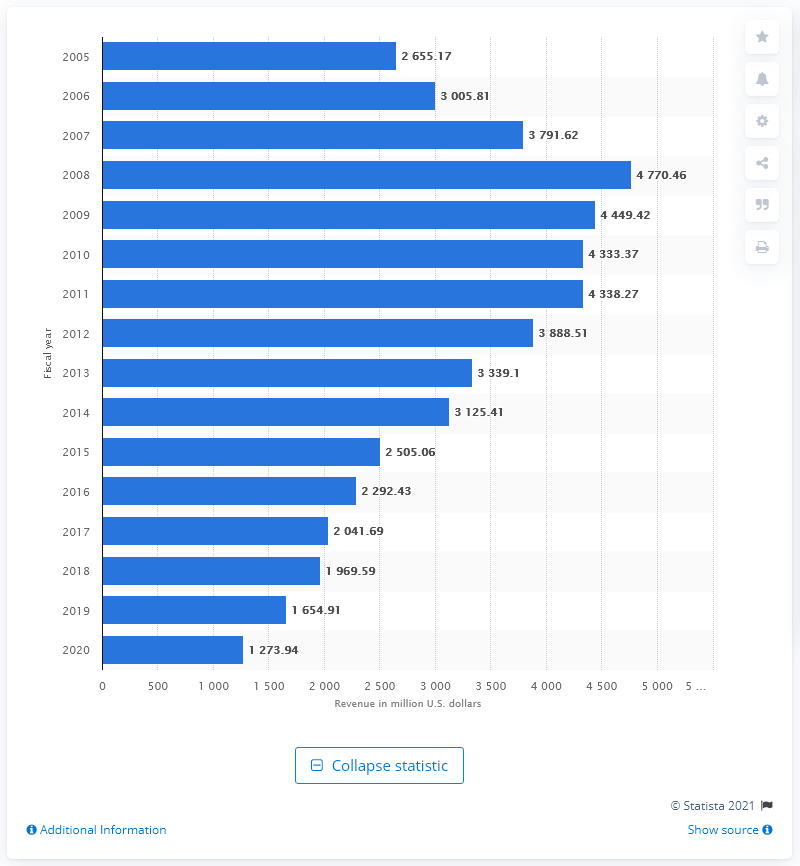 2005 2 655.17
2006 3 005.81
2007 3 791.62
2008 4 770.46
2009 4 449.42
2010 4 333.37
2011 4 338.27
2012 3 888.51
Fiscal year
2013 3 339.1
2014 3 125.41
2015 2 505.06
2016 2 292.43
2017 2 041.69
2018 1 969.59
2019 1 654.91
2020 1 273.94
0 500 1 000 1 500 2 000 2 500 3 000 3 500 4 000 4 500 5 000 5 ...
Revenue in million U.S. dollars
Collapse statistic
© Statista 2021
Additional Information
Show source